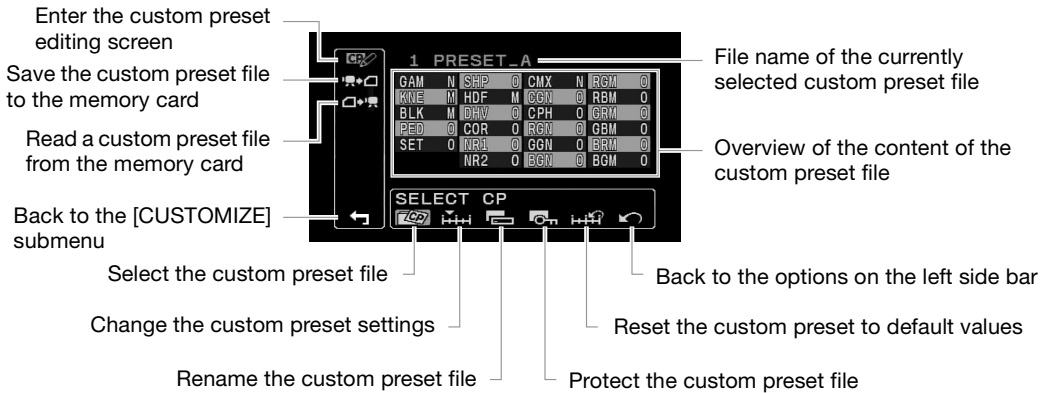 Enter the custom preset
editing screen
Save the custom preset file
to the memory card
Read a custom preset file
from the memory card
Back to the [CUSTOMIZE]
submenu
CP
1 PRESET_A
GAM N SHP 0 CMX N RGM 0
KNE M HDF M CGN 0 RBM 0
BLK M DHV 0 CPH 0 GRM 0
PED 0 COR 0 RGN 0 GBM 0
SET 0 NR1 0 GGN 0 BRM 0
NR2 0 BGN 0 BGM 0
SELECT CP
CP
File name of the currently
selected custom preset file
Overview of the content of the
custom preset file
Select the custom preset file
Back to the options on the left side bar
Change the custom preset settings
Reset the custom preset to default values
Rename the custom preset file
Protect the custom preset file